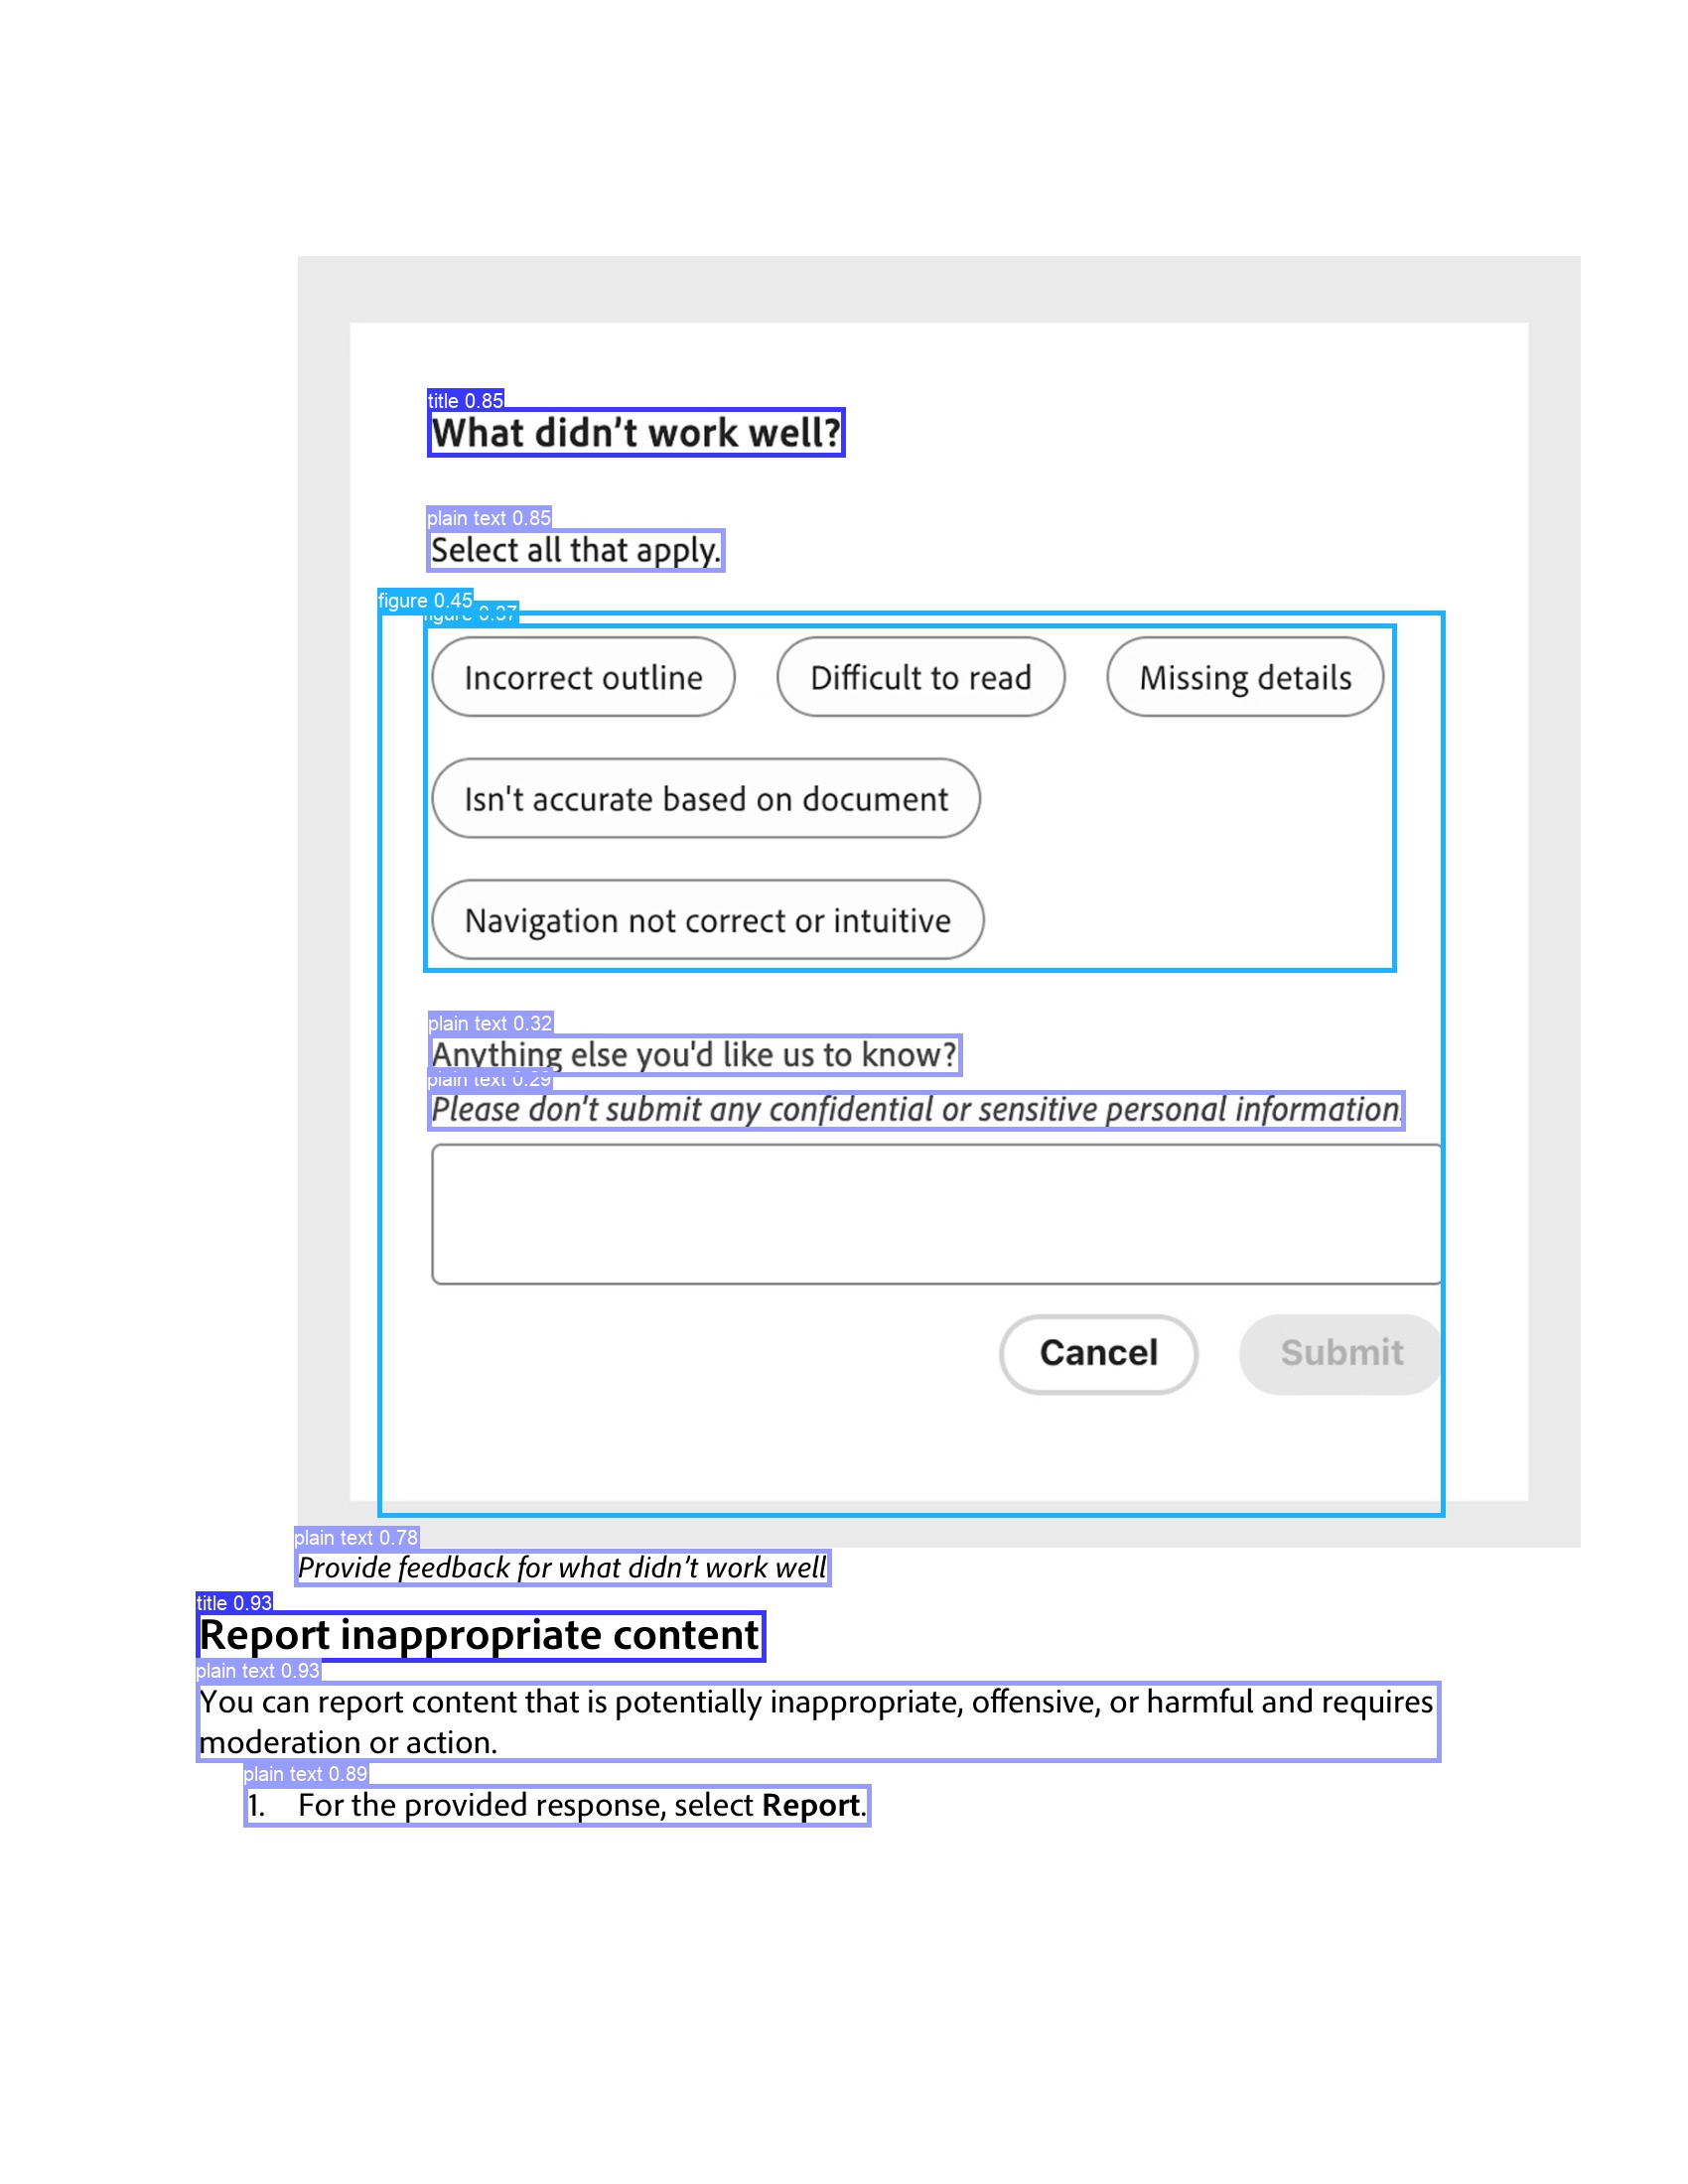 title 0.85
What didn't work well?
plain text 0.85
Select all that apply.
figure 0.45
figure 0.37
Incorrect outline
Difficult to read
Missing details
Isn't accurate based on document
Navigation not correct or intuitive
plain text 0.32
Anything else you'd like us to know?
plain text 0.29
Please don't submit any confidential or sensitive personal information.
Cancel
Submit
plain text 0.78
Provide feedback for what didn't work well
title 0.93
Report inappropriate content
plain text 0.93
You can report content that is potentially inappropriate, offensive, or harmful and requires
moderation or action.
plain text 0.89
1. For the provided response, select Report.